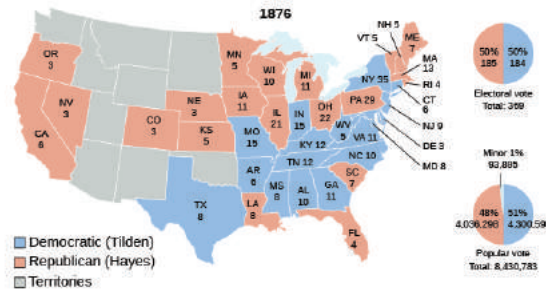 1876
OR
3
NV
3
CA
6
CO
3
NE
3
KS
5
TX
8
MN
5
IA
11
MO
15
AR
6
LA
8
WI
10
IL
21
MI
11
IN
15
OH
22
KY 12
TN 12
MS
8
AL
10
GA
11
FL
4
SC
7
NC 10
VA 11
WV
5
PA 29
NY 35
VT 5
NH 5
ME
7
MA
13
RI 4
CT
6
NJ 9
DE 3
MD 8
Democratic (Tilden)
Republican (Hayes)
Territories
50%
185
50%
184
Electoral vote
Total: 369
Minor 1%
93,895
48%
4,036,298
51%
4,300,59
Popular vote
Total: 8,430,783